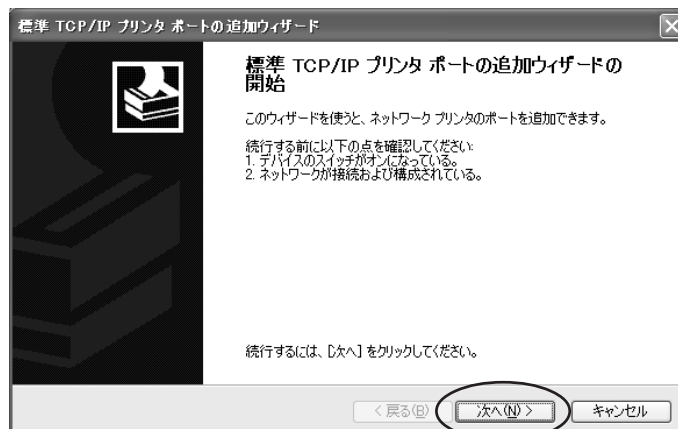 標準 TCP/IP プリンタ ポートの追加ウィザード
標準 TCP/IP プリンタ ポートの追加ウィザードの
開始
このウィザードを使うと、ネットワーク プリンタのポートを追加できます。
続行する前に以下の点を確認してください:
1. デバイスのスイッチがオンになっている。
2. ネットワークが接続および構成されている。
続行するには、[次へ] をクリックしてください。
< 戻る(B)
次へ(N) >
キャンセル